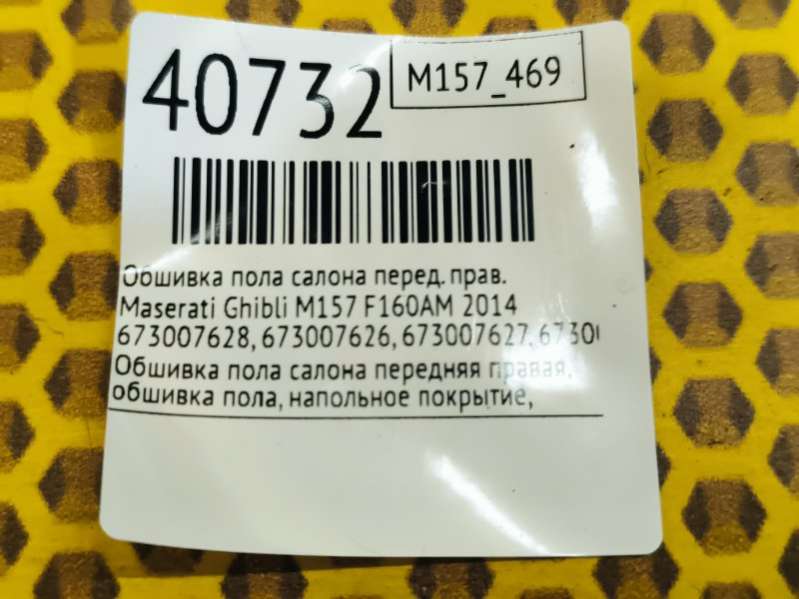 40732
M157_469
Обшивка пола салона перед. прав.
Maserati Ghibli M157 F160AM 2014
673007628, 673007626, 673007627, 6730
Обшивка пола салона передняя правая,
обшивка пола, напольное покрытие,